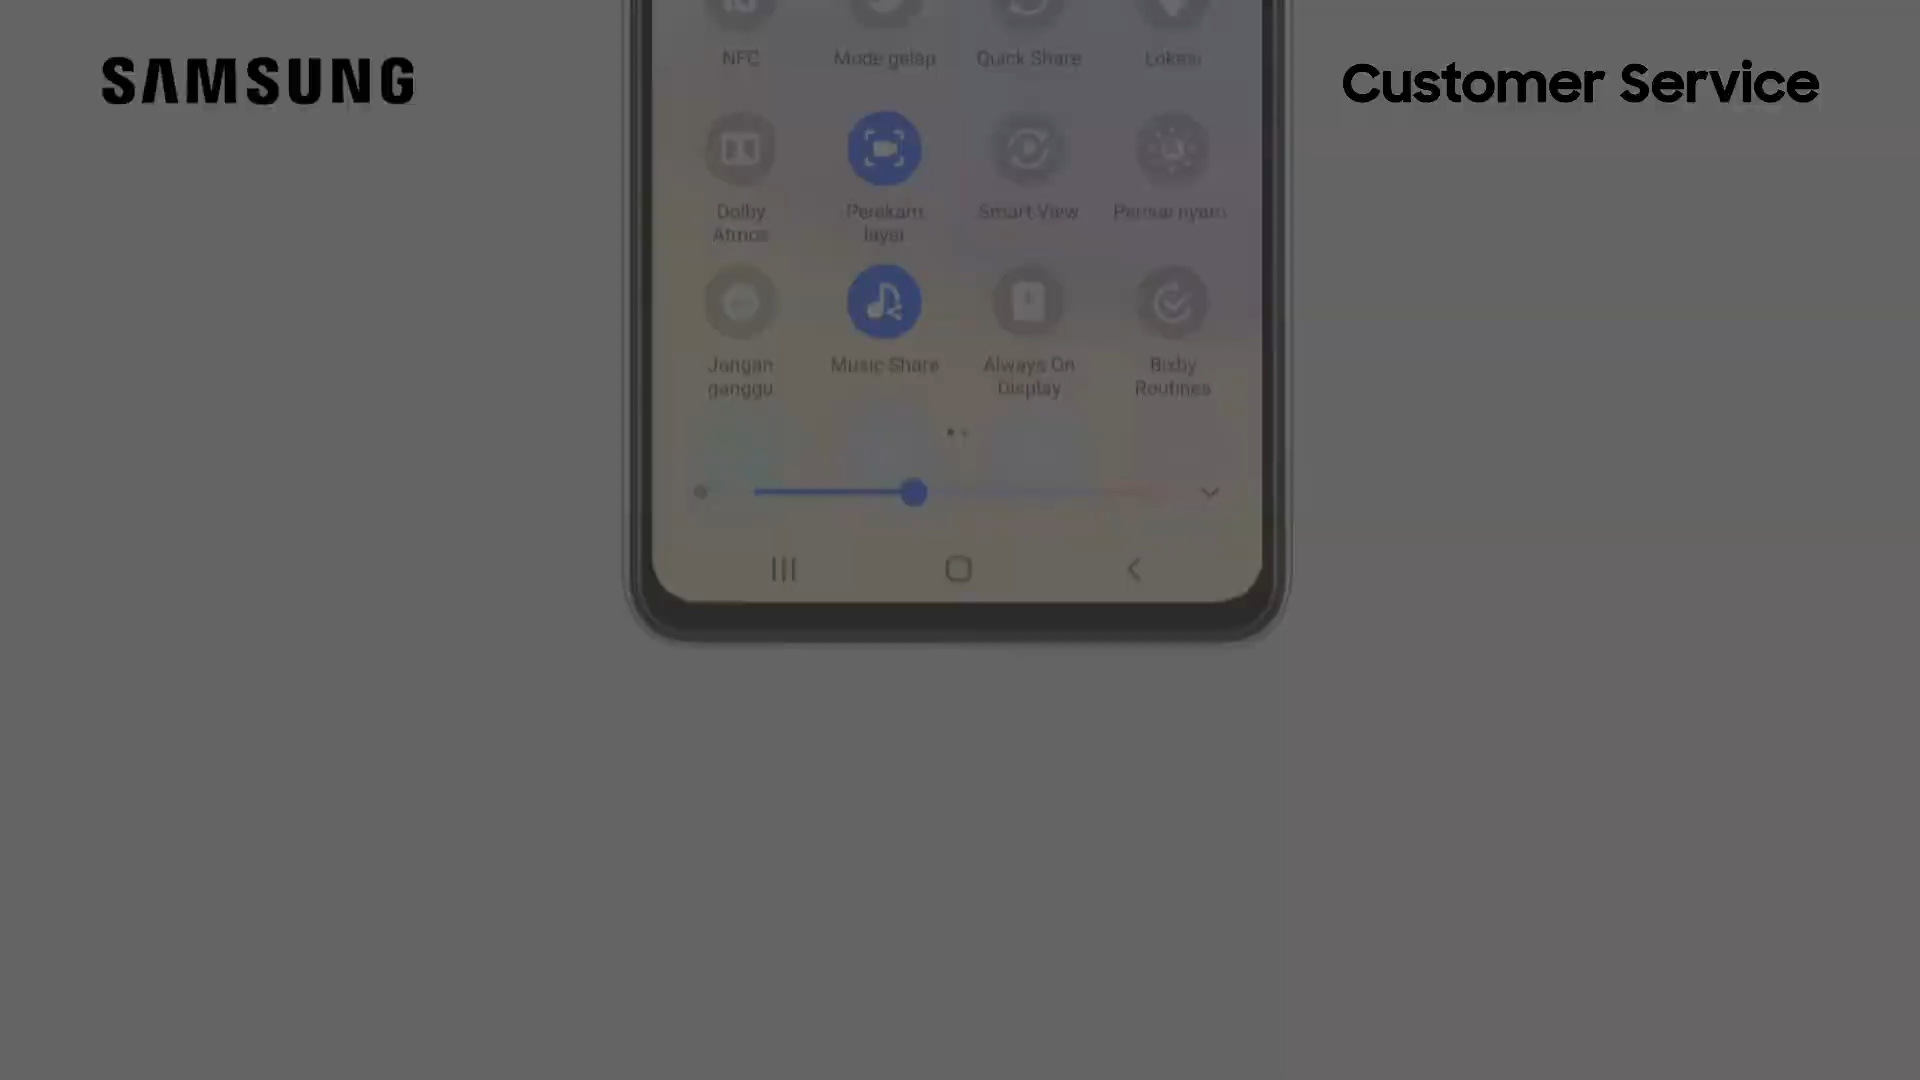 SAMSUNG
Customer Service
NFC
Mode gelap
Quick Share
Lokasi
Dolby
Atmos
Perekam
layar
Smart View
Jangan
ganggu
Music Share
Always On
Display
Bixby
Routines